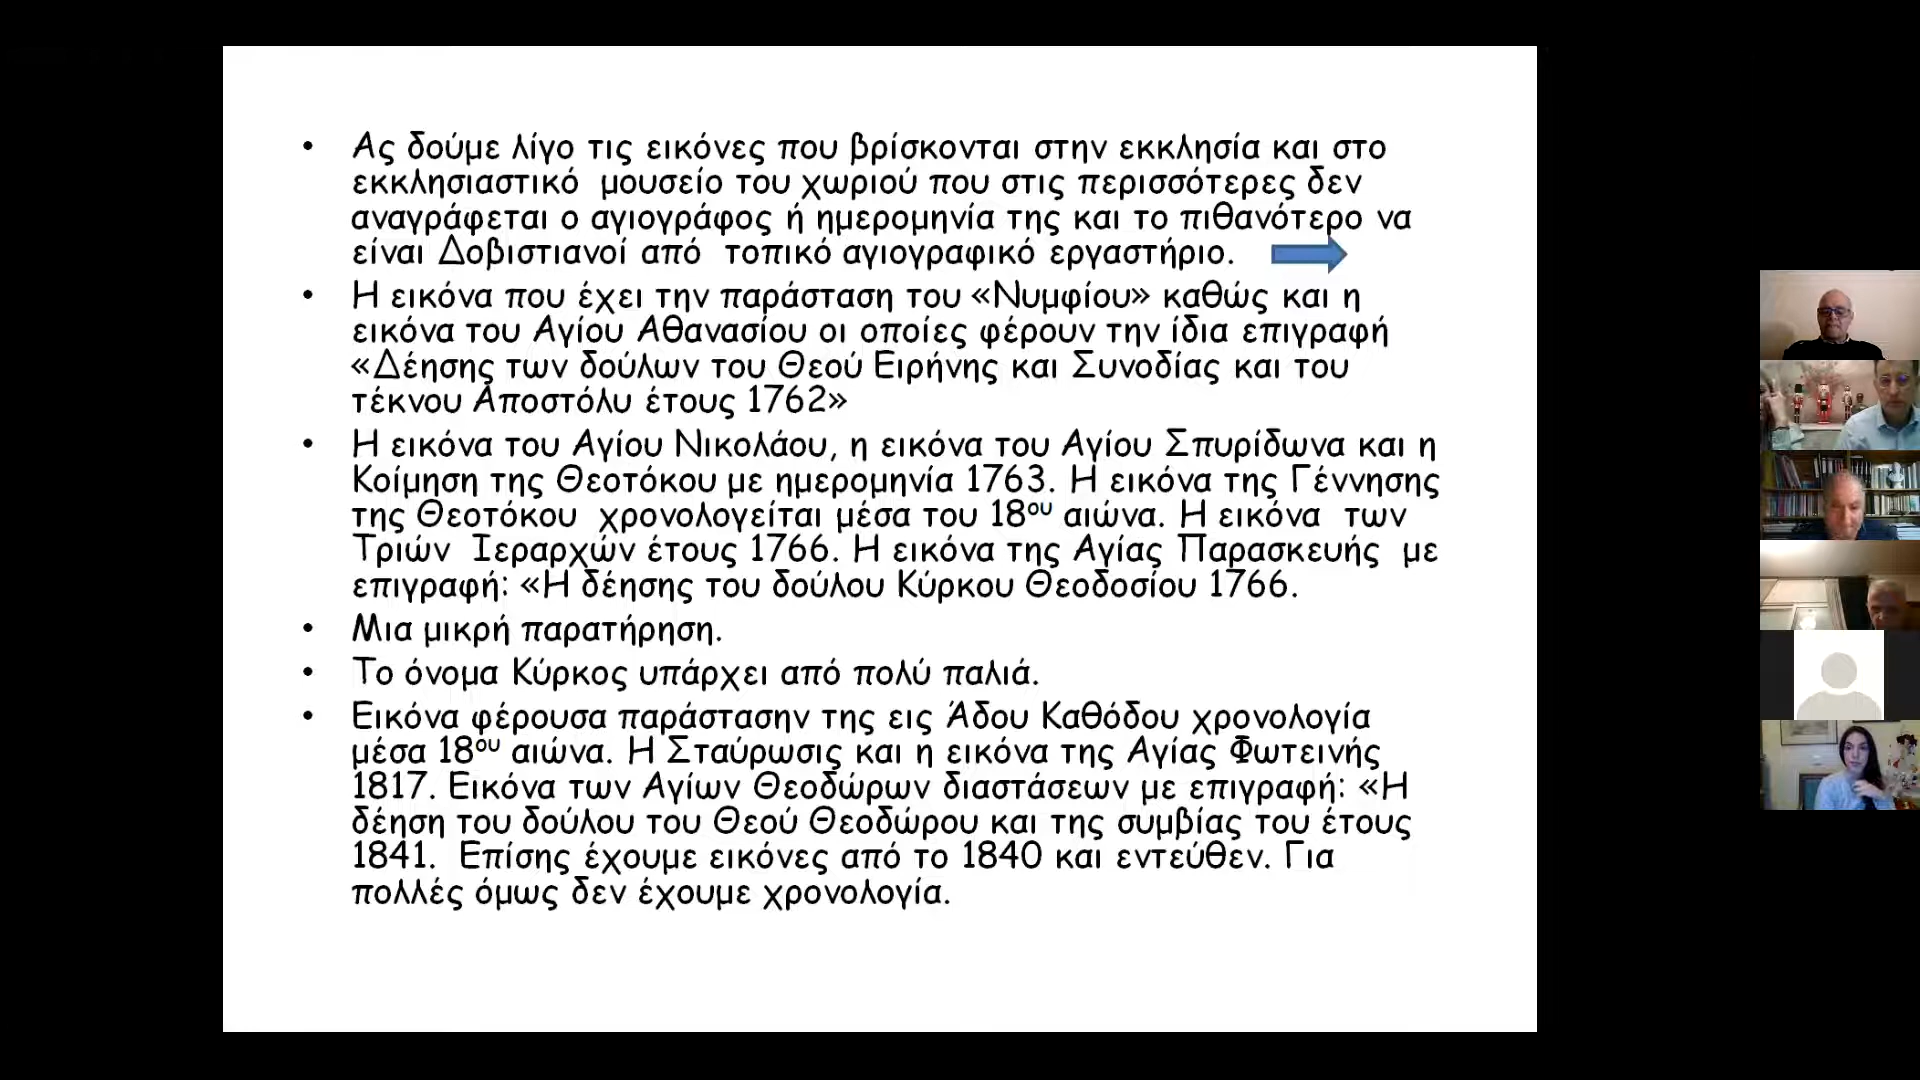 • Ας δούμε λίγο τις εικόνες που βρίσκονται στην εκκλησία και στο
εκκλησιαστικό μουσείο του χωριού που στις περισσότερες δεν
αναγράφεται ο αγιογράφος ή ημερομηνία της και το πιθανότερο να
είναι Δοβιστιανοί από τοπικό αγιογραφικό εργαστήριο.
• Η εικόνα που έχει την παράσταση του «Νυμφίου» καθώς και η
εικόνα του Αγίου Αθανασίου οι οποίες φέρουν την ίδια επιγραφή
«Δέησης των δούλων του Θεού Ειρήνης και Συνοδίας και του
τέκνου Αποστόλυ έτους 1762»
• Η εικόνα του Αγίου Νικολάου, η εικόνα του Αγίου Σπυρίδωνα και η
Κοίμηση της Θεοτόκου με ημερομηνία 1763. Η εικόνα της Γέννησης
της Θεοτόκου χρονολογείται μέσα του 18ου αιώνα. Η εικόνα των
Τριών Ιεραρχών έτους 1766. Η εικόνα της Αγίας Παρασκευής με
επιγραφή: «Η δέησης του δούλου Κύρκου Θεοδοσίου 1766.
• Μια μικρή παρατήρηση.
• Το όνομα Κύρκος υπάρχει από πολύ παλιά.
• Εικόνα φέρουσα παράστασην της εις Άδου Καθόδου χρονολογία
μέσα 18ου αιώνα. Η Σταύρωσις και η εικόνα της Αγίας Φωτεινής
1817. Εικόνα των Αγίων Θεοδώρων διαστάσεων με επιγραφή: «Η
δέηση του δούλου του Θεού Θεοδώρου και της συμβίας του έτους
1841. Επίσης έχουμε εικόνες από το 1840 και εντεύθεν. Για
πολλές όμως δεν έχουμε χρονολογία.